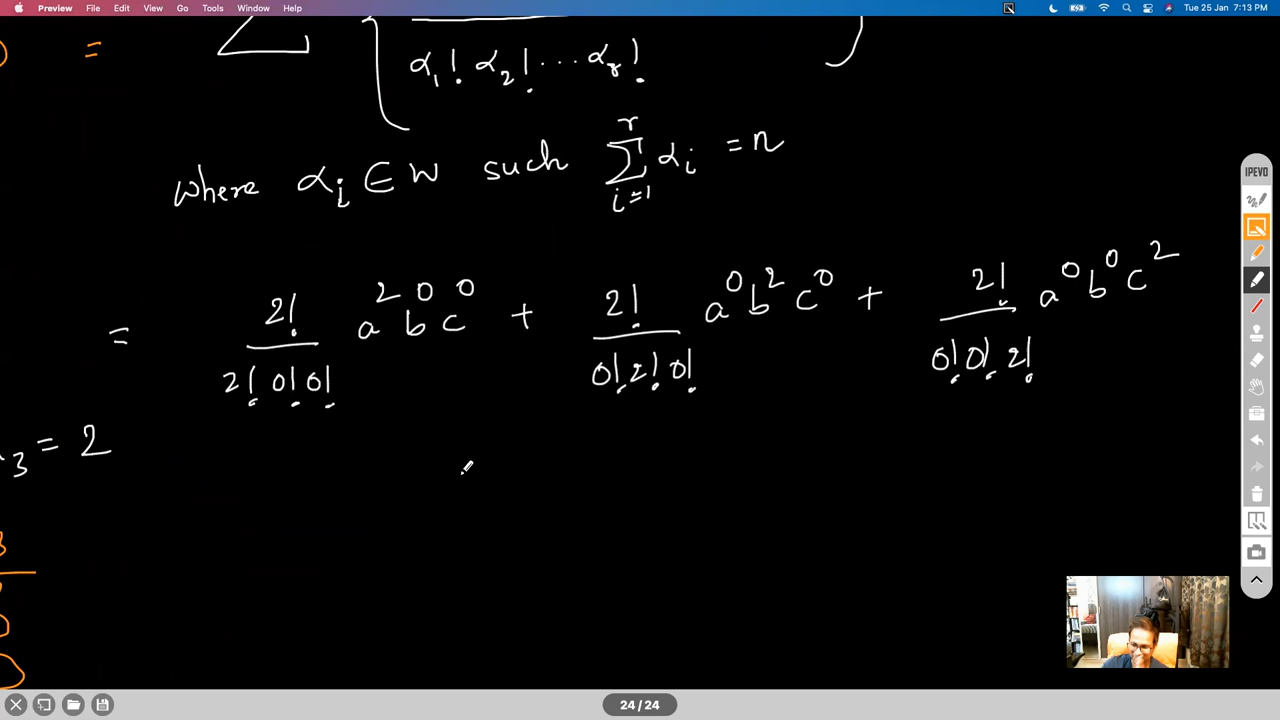 Preview File Edit View Go Tools Window Help Tue 25 Jan 7:13 PM
=
α₁! α₂! ... αᵣ!
where αᵢ ∈ W such ∑ᵢ₌₁ʳ αᵢ = n
= 2!/(2! 0! 0!) a² b⁰ c⁰ + 2!/(0! 2! 0!) a⁰ b² c⁰ + 2!/(0! 0! 2!) a⁰ b⁰ c²
₃ = 2
IPEVO
24 / 24